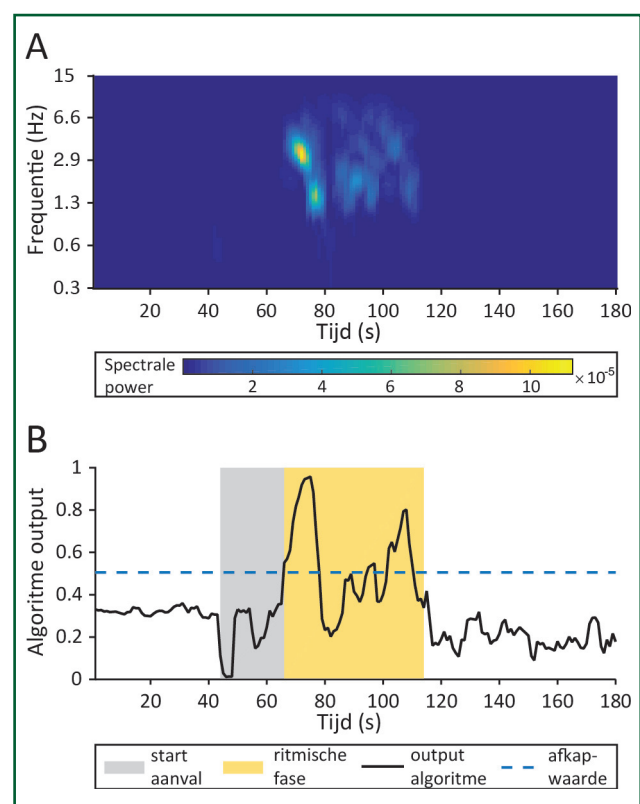 A
15
6.6
2.9
1.3
0.6
0.3
Frequentie (Hz)
20 40 60 80 100 120 140 160 180
Tijd (s)
Spectrale
power
2 4 6 8 10 × 10⁻⁵
B
1
0.8
0.6
0.4
0.2
0
Algoritme output
20 40 60 80 100 120 140 160 180
Tijd (s)
start ritmische output afkap-
aanval fase algoritme waarde